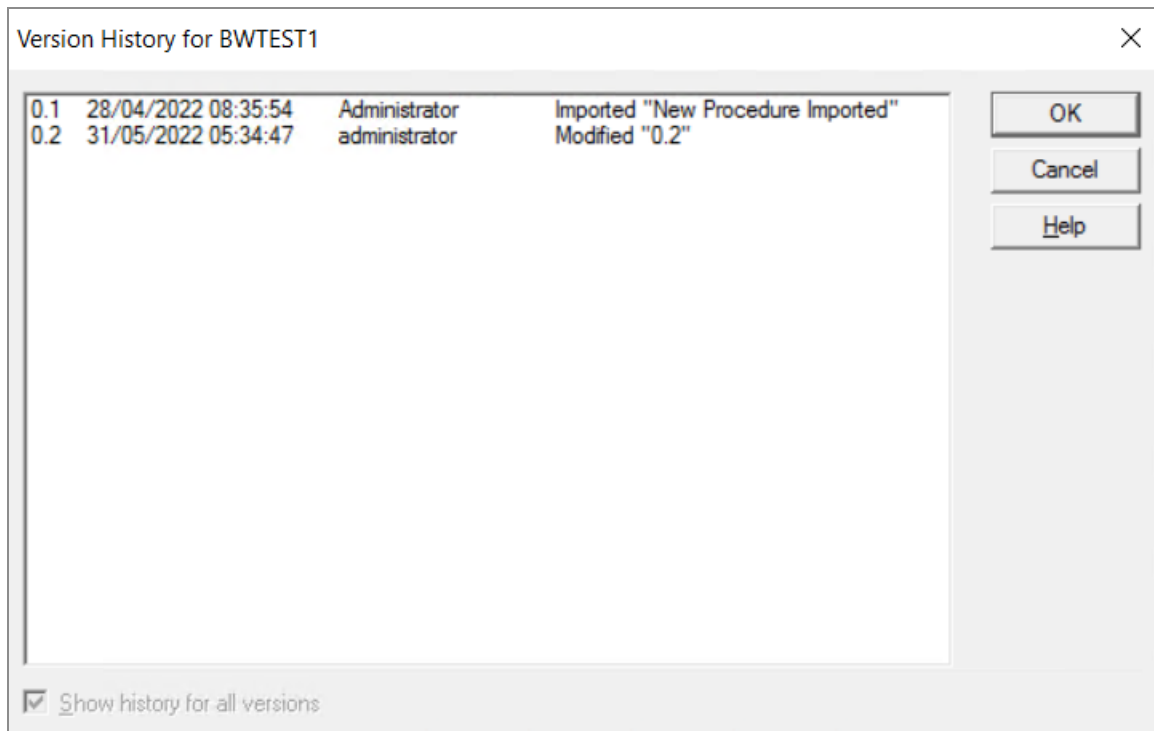 Version History for BWTEST1
0.1 28/04/2022 08:35:54 Administrator Imported "New Procedure Imported"
0.2 31/05/2022 05:34:47 administrator Modified "0.2"
OK
Cancel
Help
Show history for all versions